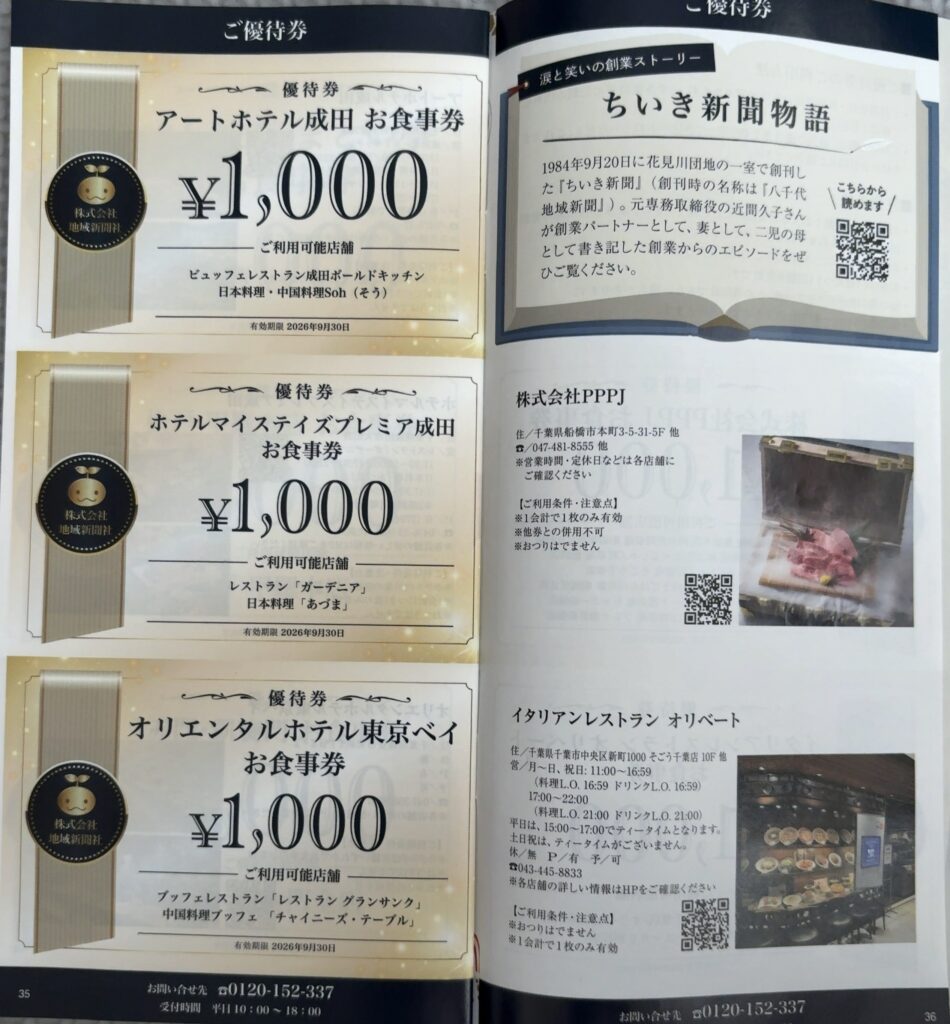 ご優待券
優待券
アートホテル成田 お食事券
¥1,000
ご利用可能店舗
ビュッフェレストラン成田ボールドキッチン
日本料理・中国料理Soh（そう）
有効期限 2026年9月30日
株式会社
地域新聞社
優待券
ホテルマイステイズプレミア成田
お食事券
¥1,000
ご利用可能店舗
レストラン「ガーデニア」
日本料理「あづま」
有効期限 2026年9月30日
株式会社
地域新聞社
優待券
オリエンタルホテル東京ベイ
お食事券
¥1,000
ご利用可能店舗
ブッフェレストラン「レストラン グランサンク」
中国料理ブッフェ 「チャイニーズ・テーブル」
有効期限 2026年9月30日
株式会社
地域新聞社
35
お問い合せ先 ☎0120-152-337
受付時間 平日10：00～18：00
ご優待券
涙と笑いの創業ストーリー
ちいき新聞物語
1984年9月20日に花見川団地の一室で創刊し
た『ちいき新聞』（創刊時の名称は『八千代
地域新聞』）。元専務取締役の近間久子さん
が創業パートナーとして、妻として、二児の母
として書き記した創業からのエピソードをぜ
ひご覧ください。
こちらから
読めます
株式会社PPPJ
住／千葉県船橋市本町3-5-31-5F 他
☎／047-481-8555 他
※営業時間・定休日などは各店舗に
ご確認ください
【ご利用条件・注意点】
※1会計で1枚のみ有効
※他券との併用不可
※おつりはでません
イタリアンレストラン オリベート
住／千葉県千葉市中央区新町1000 そごう千葉店 10F 他
営／月～日、祝日: 11:00～16:59
（料理L.O. 16:59 ドリンクL.O. 16:59）
17:00～22:00
（料理L.O. 21:00 ドリンクL.O. 21:00）
平日は、15:00～17:00でティータイムとなります。
土日祝は、ティータイムがございません。
休／無 P／有 予／可
☎043-445-8833
※各店舗の詳しい情報はHPをご確認ください
【ご利用条件・注意点】
※おつりはでません
※1会計で1枚のみ有効
お問い合せ先 ☎0120-152-337
36